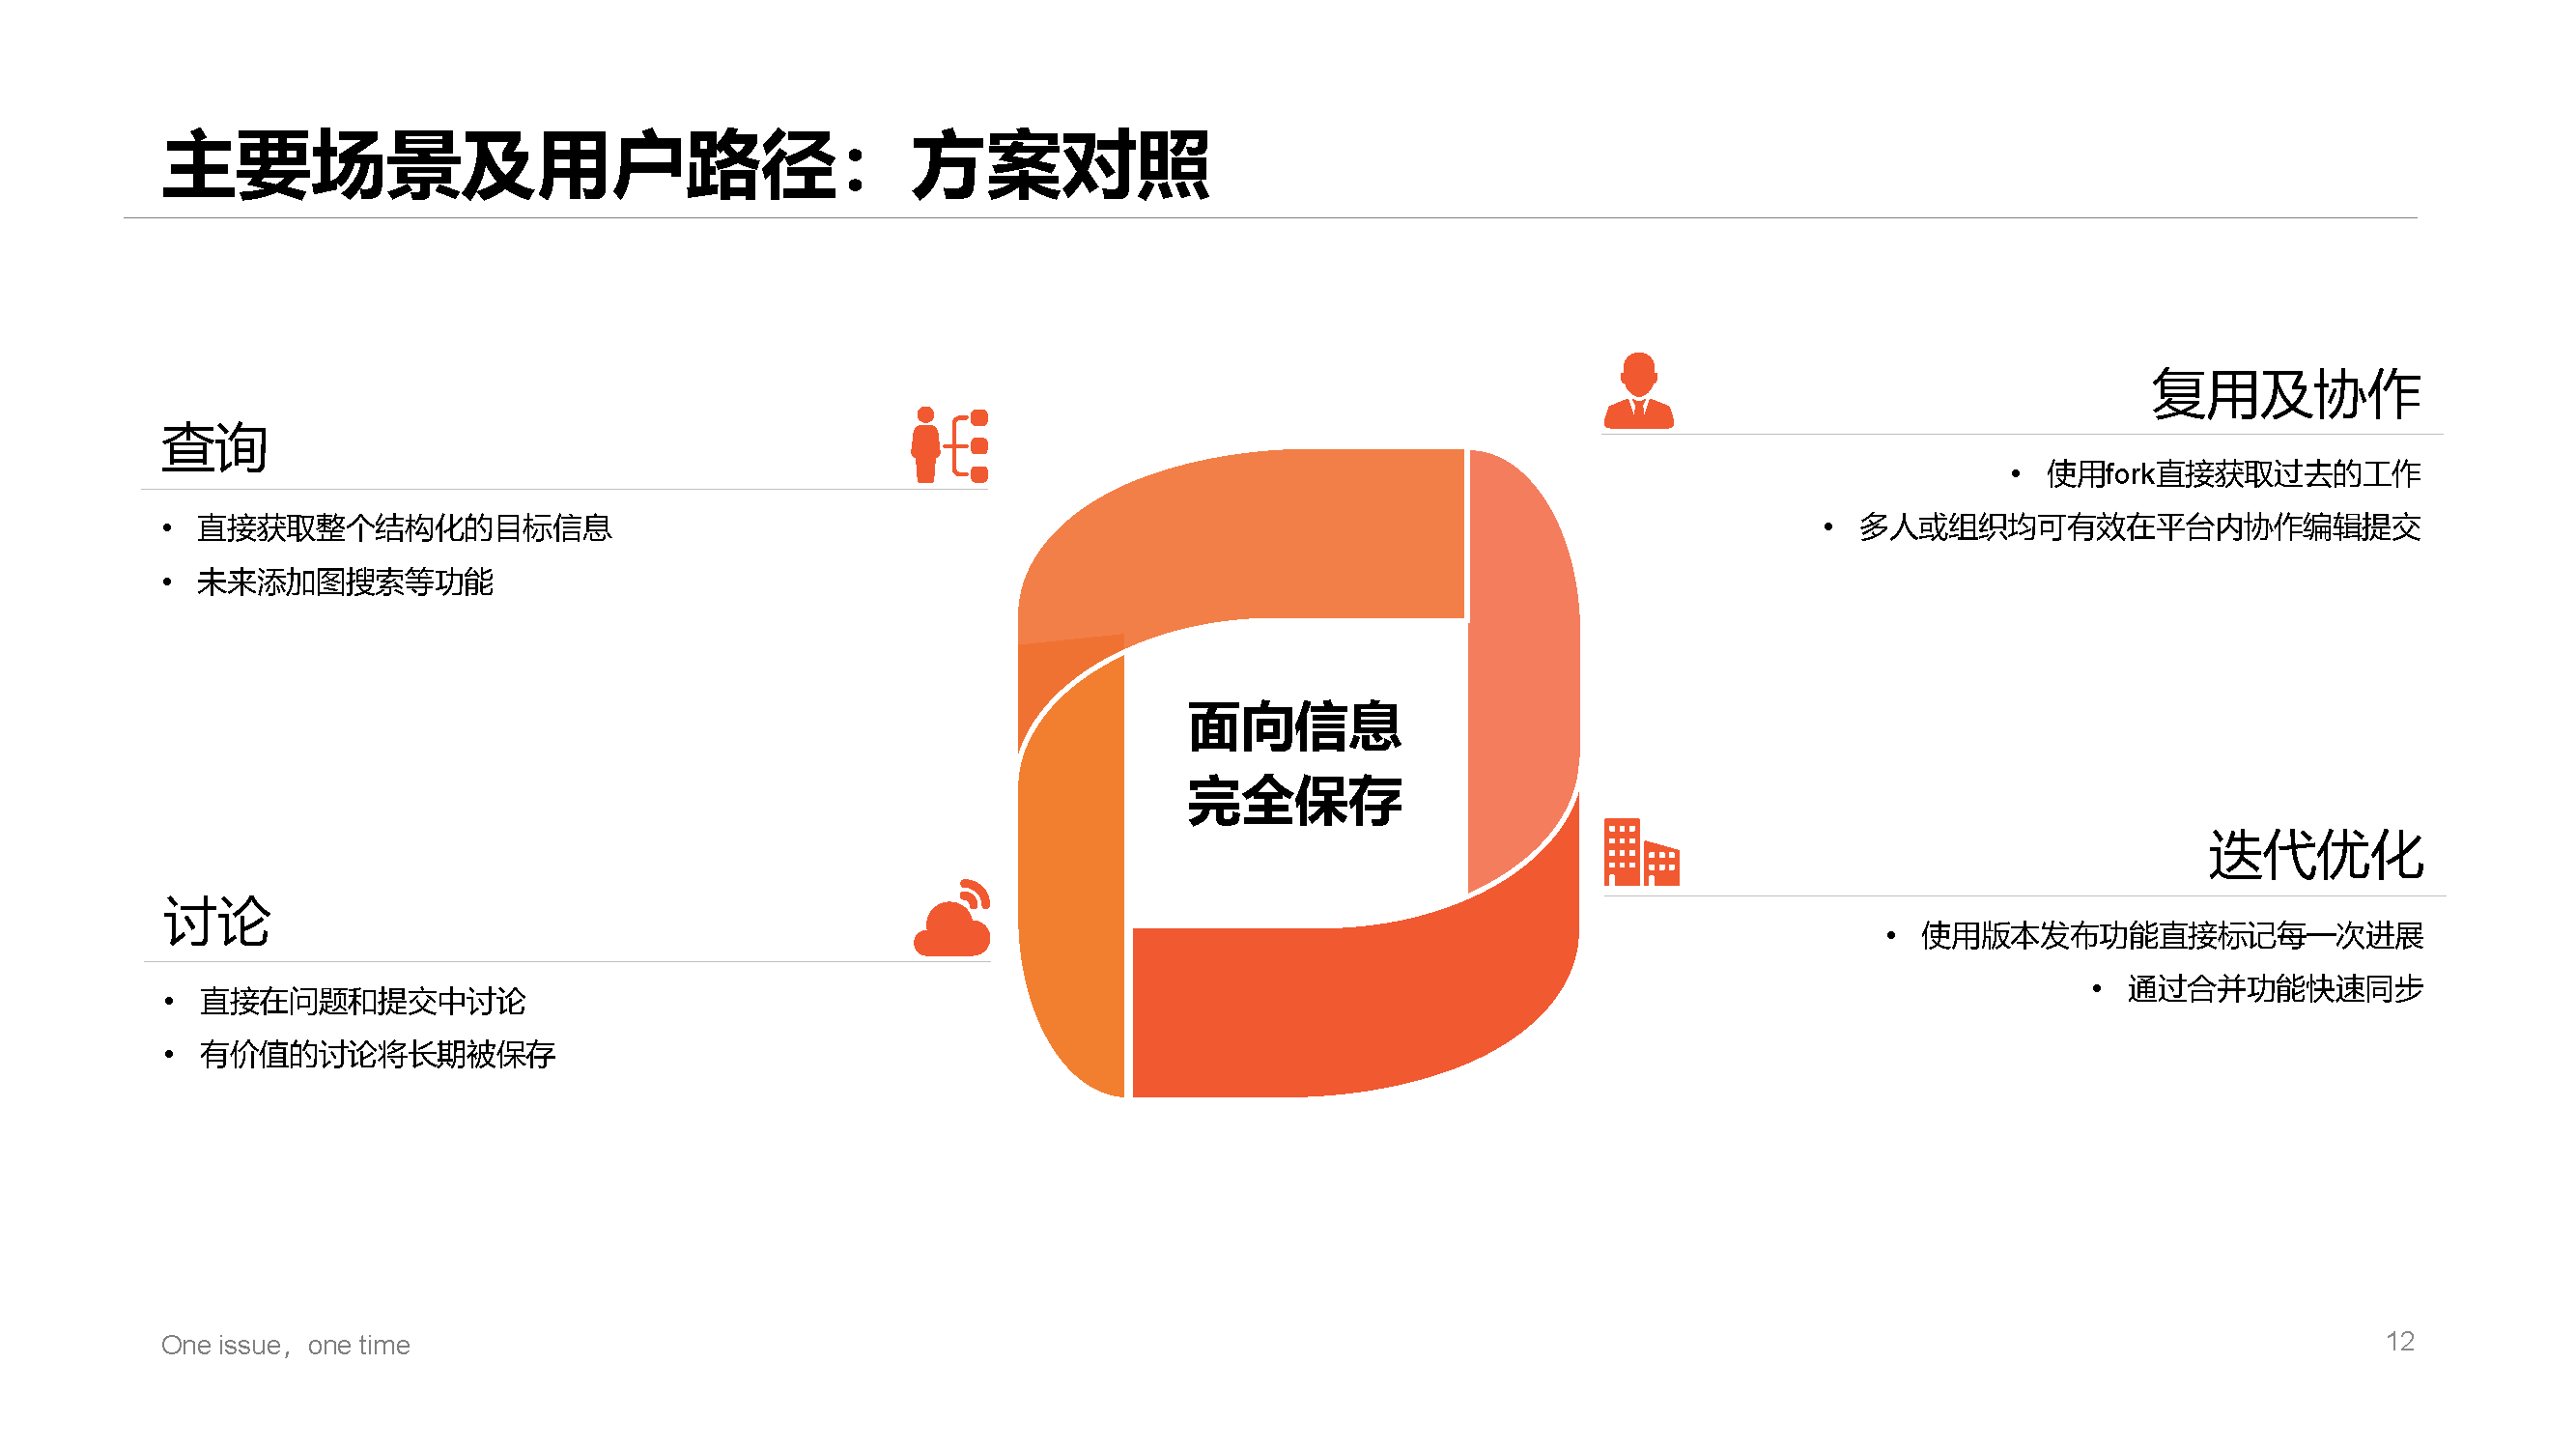 主要场景及用户路径：方案对照
查询
• 直接获取整个结构化的目标信息
• 未来添加图搜索等功能
复用及协作
• 使用fork直接获取过去的工作
• 多人或组织均可有效在平台内协作编辑提交
面向信息
完全保存
讨论
• 直接在问题和提交中讨论
• 有价值的讨论将长期被保存
迭代优化
• 使用版本发布功能直接标记每一次进展
• 通过合并功能快速同步
One issue，one time
12